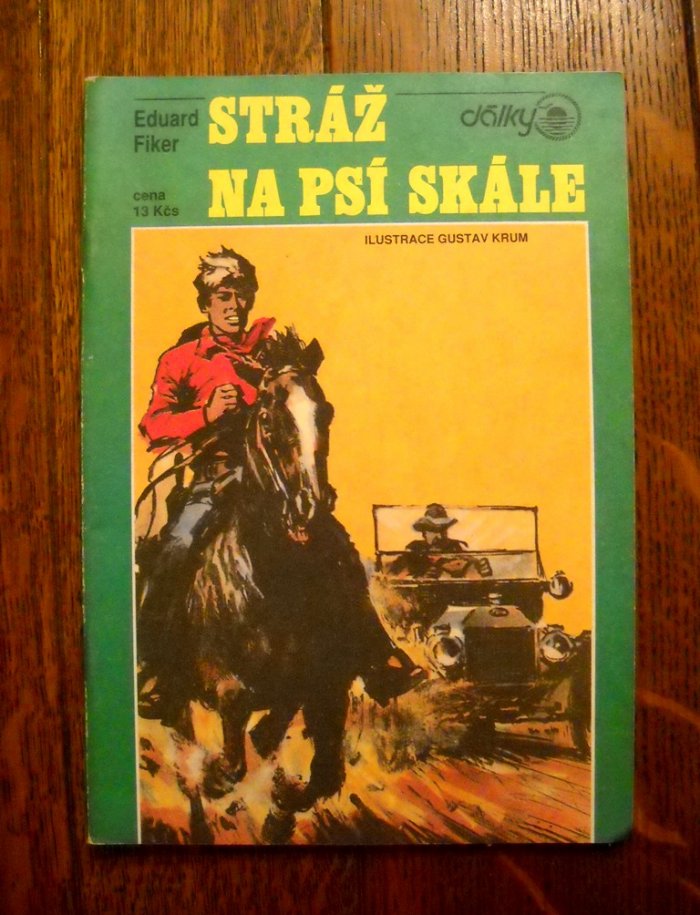 Eduard
Fiker
STRÁŽ
NA PSÍ SKÁLE
dálky
cena
13 Kčs
ILUSTRACE GUSTAV KRUM